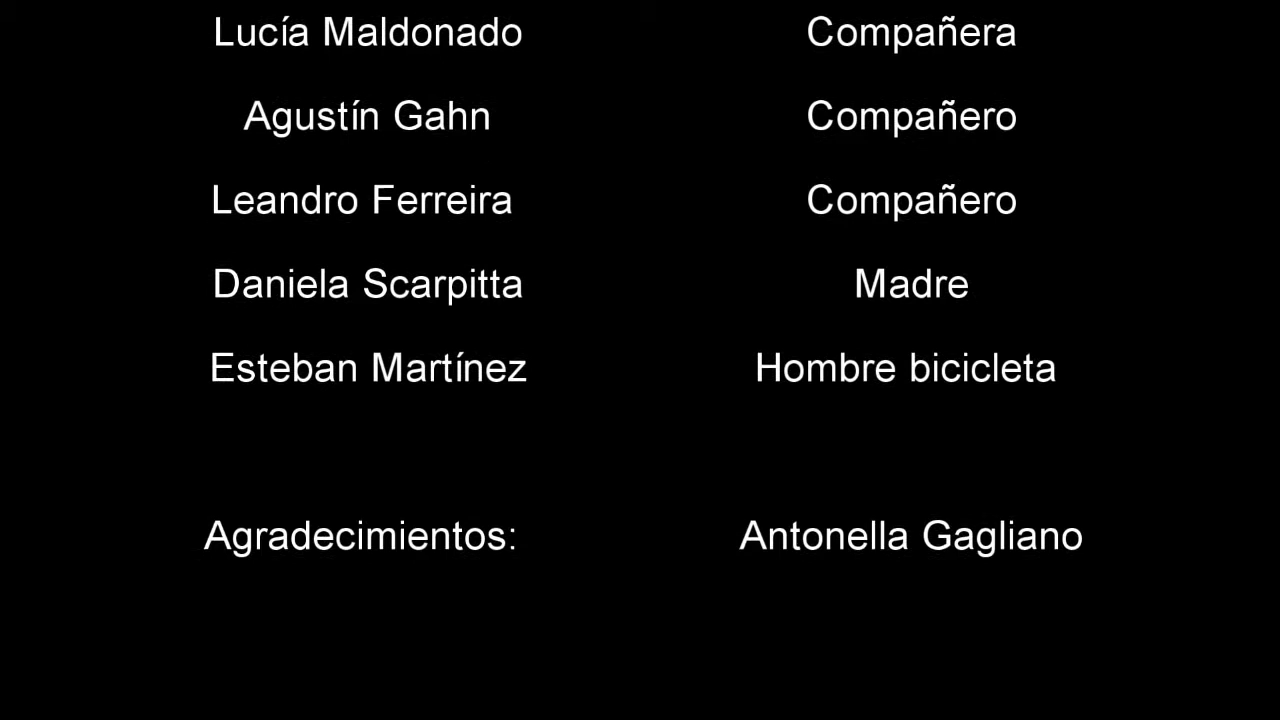 Lucía Maldonado Compañera
Agustín Gahn Compañero
Leandro Ferreira Compañero
Daniela Scarpitta Madre
Esteban Martínez Hombre bicicleta
Agradecimientos: Antonella Gagliano